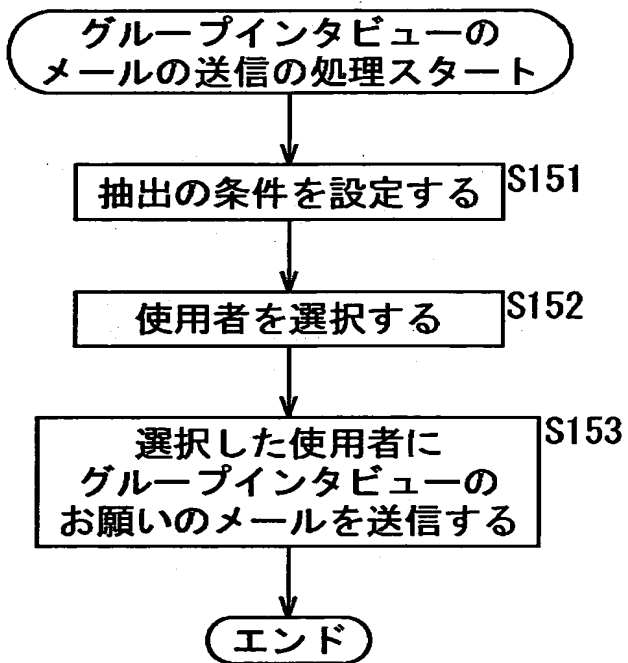 グループインタビューの
メールの送信の処理スタート
抽出の条件を設定する
S151
使用者を選択する
S152
選択した使用者に
グループインタビューの
お願いのメールを送信する
S153
エンド